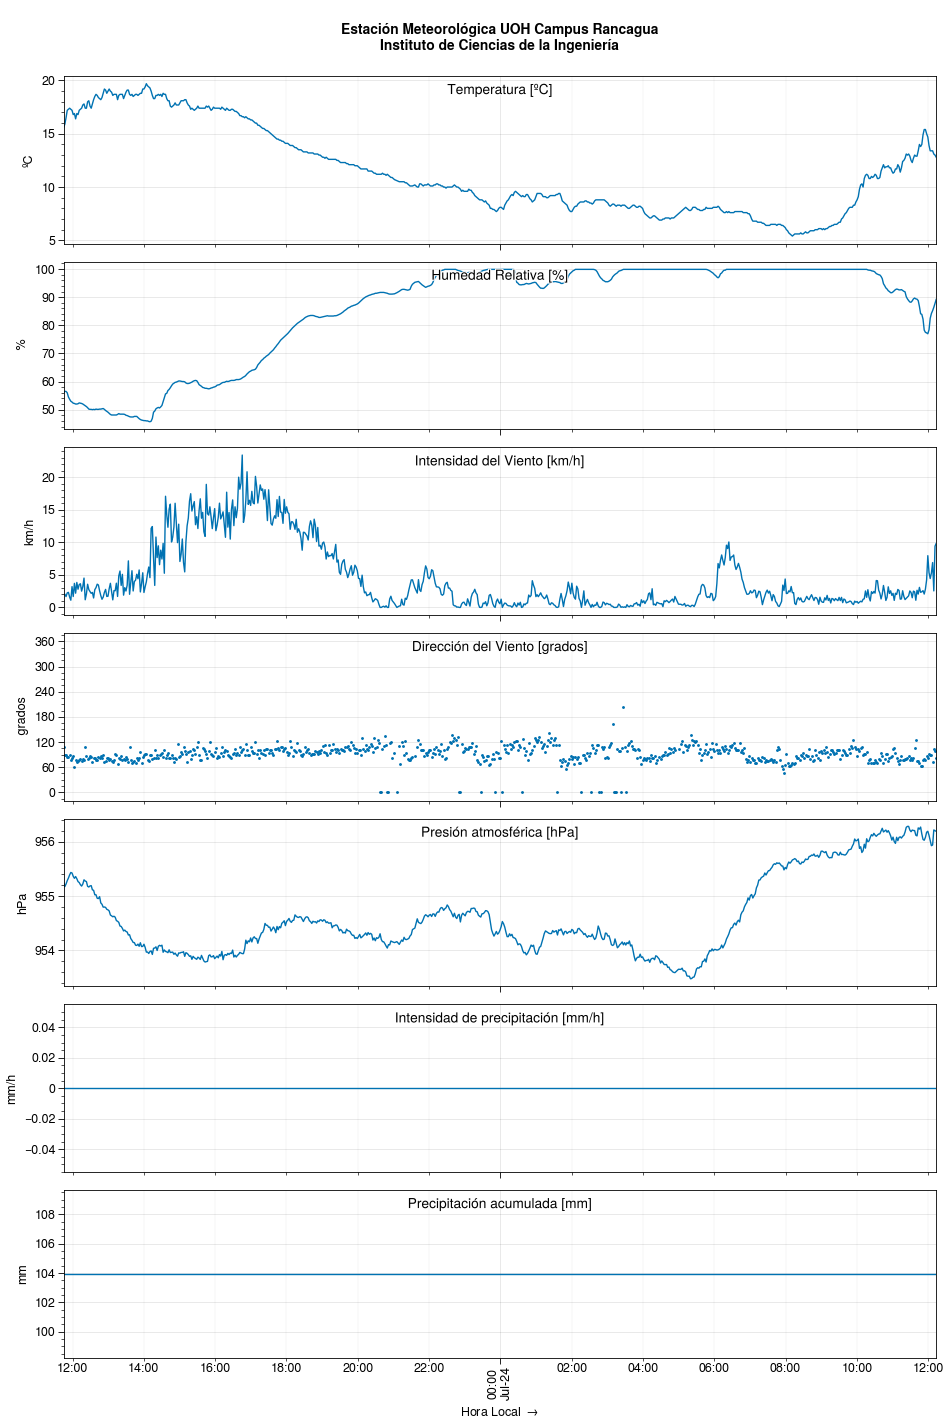 Estación Meteorológica UOH Campus Rancagua
Instituto de Ciencias de la Ingeniería
Temperatura [ºC]
ºC
20
15
10
5
Humedad Relativa [%]
%
100
90
80
70
60
50
Intensidad del Viento [km/h]
km/h
20
15
10
5
0
Dirección del Viento [grados]
grados
360
300
240
180
120
60
0
Presión atmosférica [hPa]
hPa
956
955
954
Intensidad de precipitación [mm/h]
mm/h
0.04
0.02
0
−0.02
−0.04
Precipitación acumulada [mm]
mm
108
106
104
102
100
12:00 14:00 16:00 18:00 20:00 22:00 00:00 02:00 04:00 06:00 08:00 10:00 12:00
Jul-24
Hora Local →